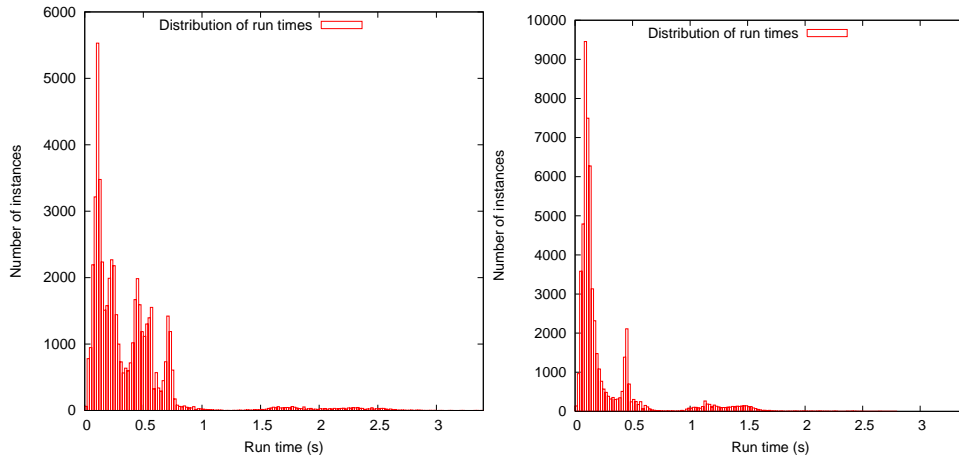 Distribution of run times
6000
5000
4000
3000
2000
1000
0
Number of instances
0 0.5 1 1.5 2 2.5 3
Run time (s)
Distribution of run times
10000
9000
8000
7000
6000
5000
4000
3000
2000
1000
0
Number of instances
0 0.5 1 1.5 2 2.5 3
Run time (s)